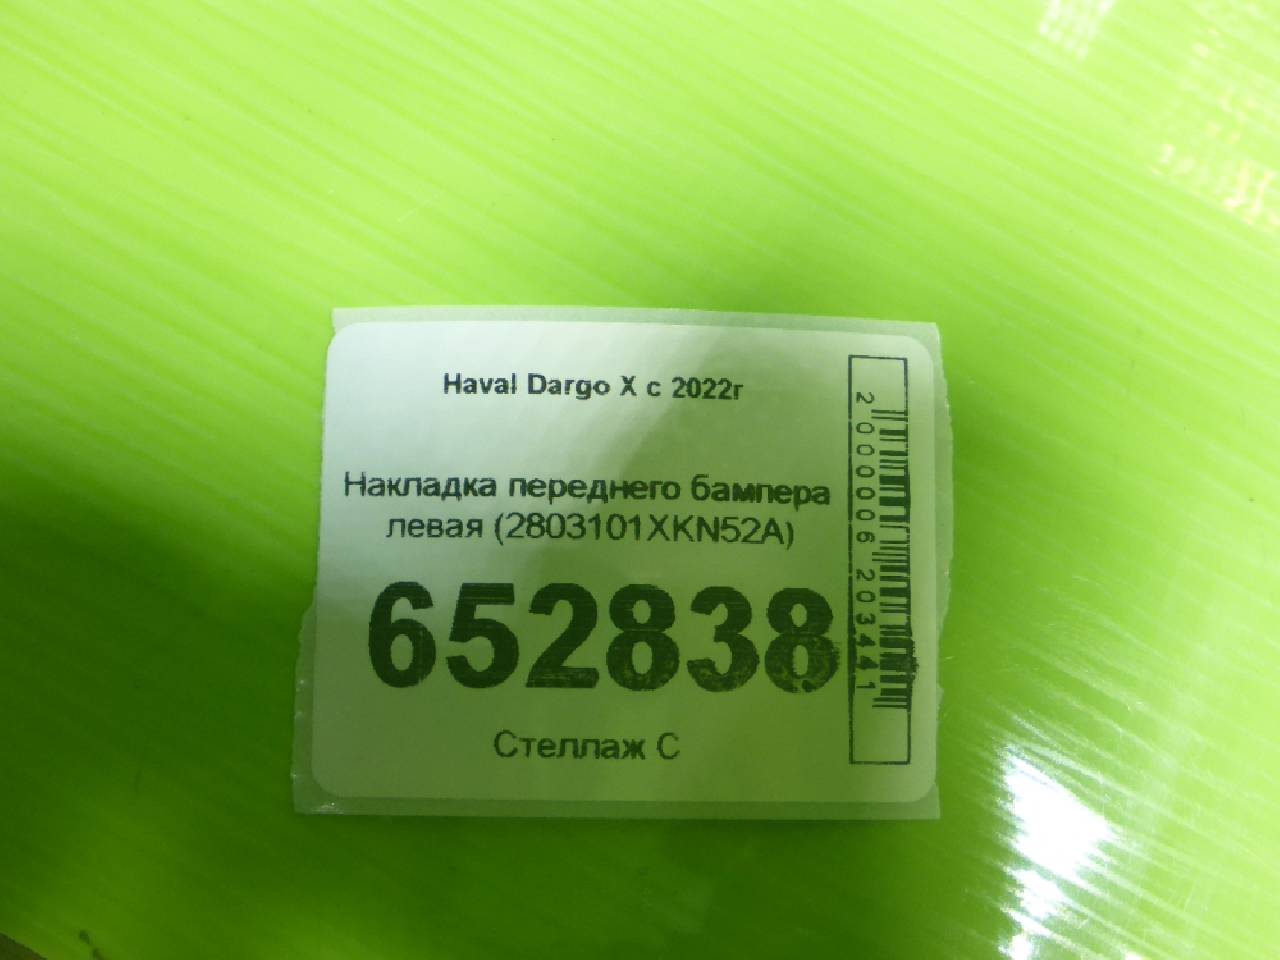 Haval Dargo X с 2022г
Накладка переднего бампера
левая (2803101XKN52A)
652838
Стеллаж С
2000006203441